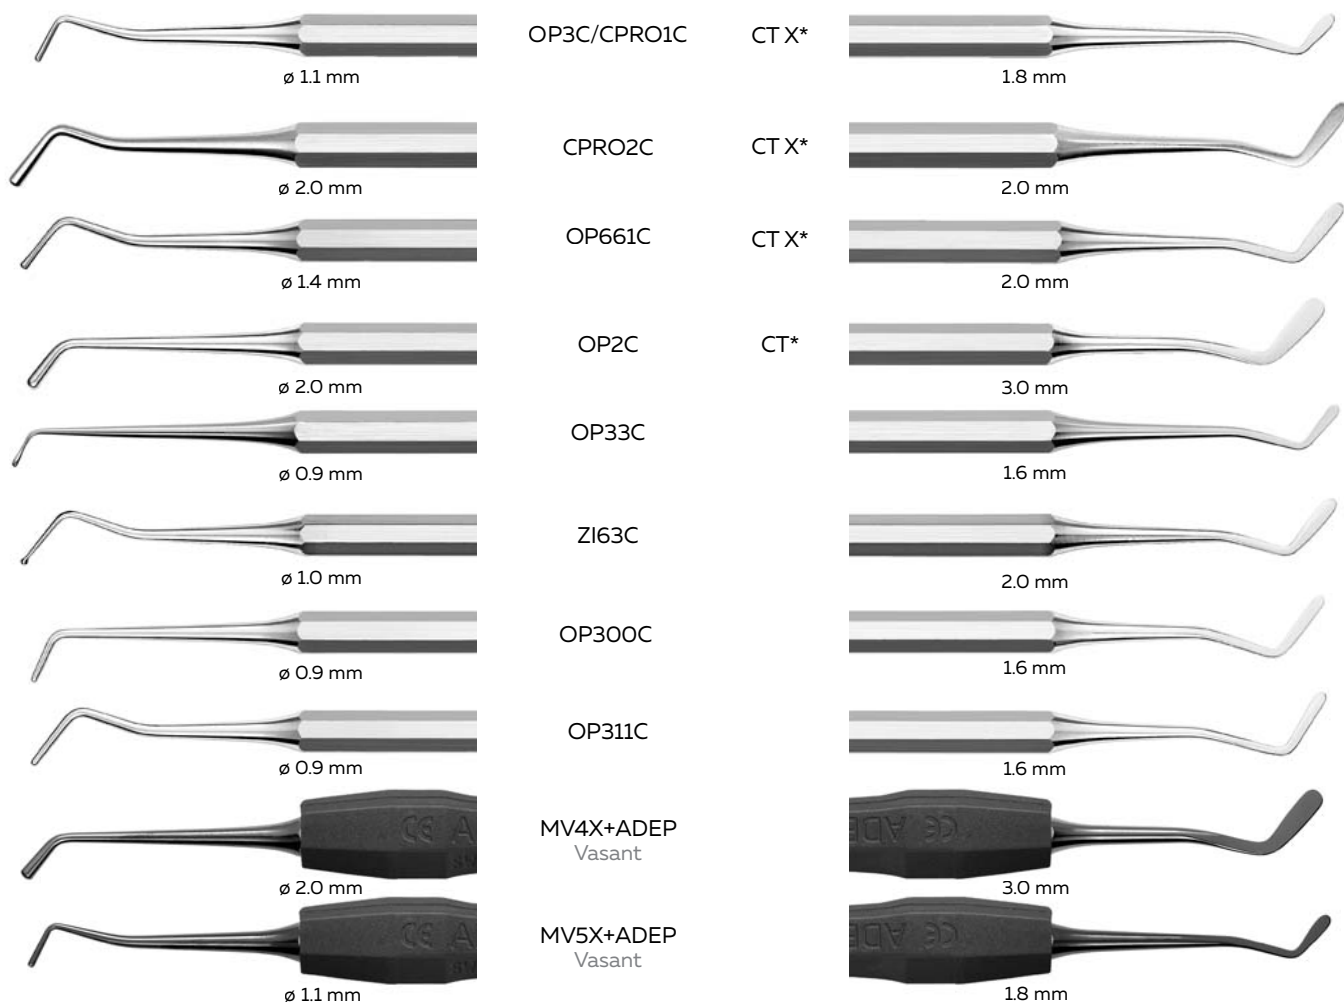 OP3C/CPRO1C CT X*
ø 1.1 mm 1.8 mm
CPRO2C CT X*
ø 2.0 mm 2.0 mm
OP661C CT X*
ø 1.4 mm 2.0 mm
OP2C CT*
ø 2.0 mm 3.0 mm
OP33C
ø 0.9 mm 1.6 mm
ZI63C
ø 1.0 mm 2.0 mm
OP300C
ø 0.9 mm 1.6 mm
OP311C
ø 0.9 mm 1.6 mm
MV4X+ADEP
Vasant
ø 2.0 mm 3.0 mm
MV5X+ADEP
Vasant
ø 1.1 mm 1.8 mm